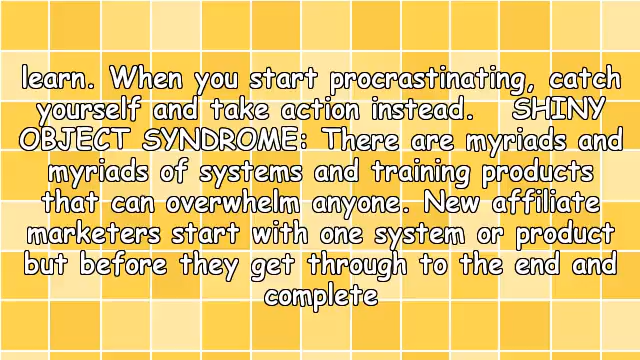 learn. When you start procrastinating, catch
yourself and take action instead.   SHINY
OBJECT SYNDROME: There are myriads and
myriads of systems and training products
that can overwhelm anyone. New affiliate
marketers start with one system or product
but before they get through to the end and
complete